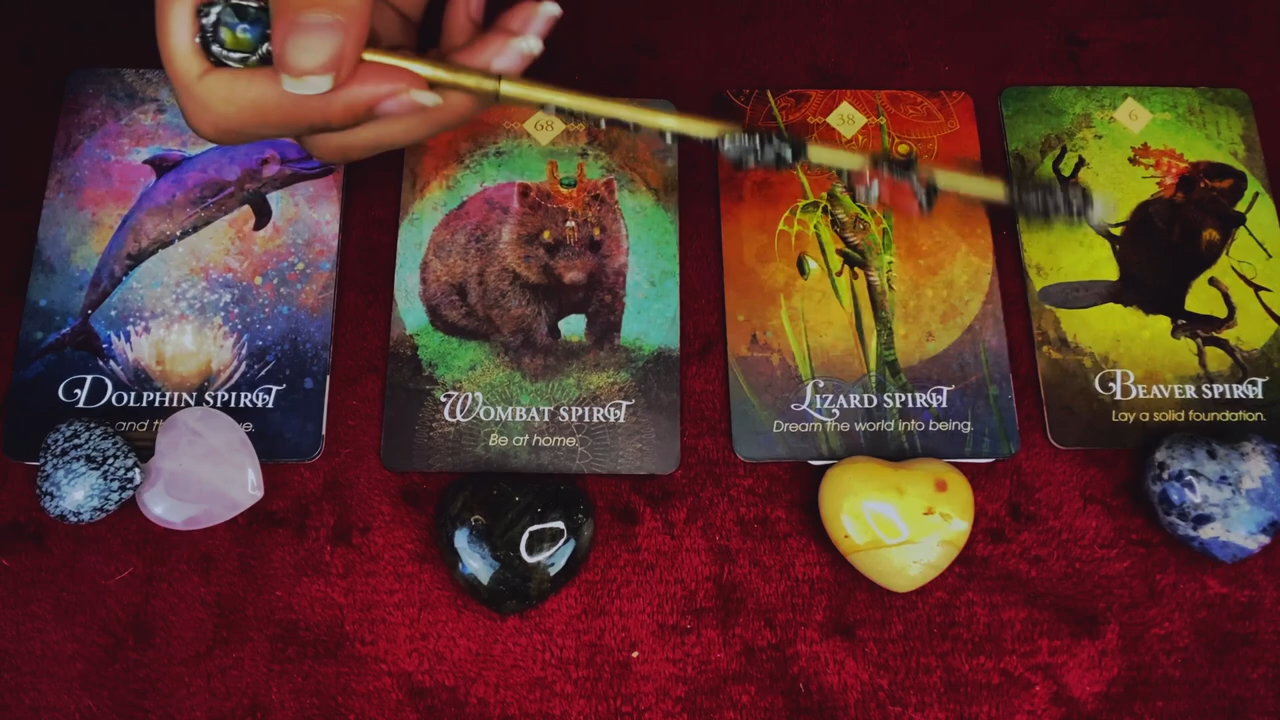 DOLPHIN SPIRIT
and
68
WOMBAT SPIRIT
Be at home.
38
LIZARD SPIRIT
Dream the world into being.
6
BEAVER SPIRIT
Lay a solid foundation.